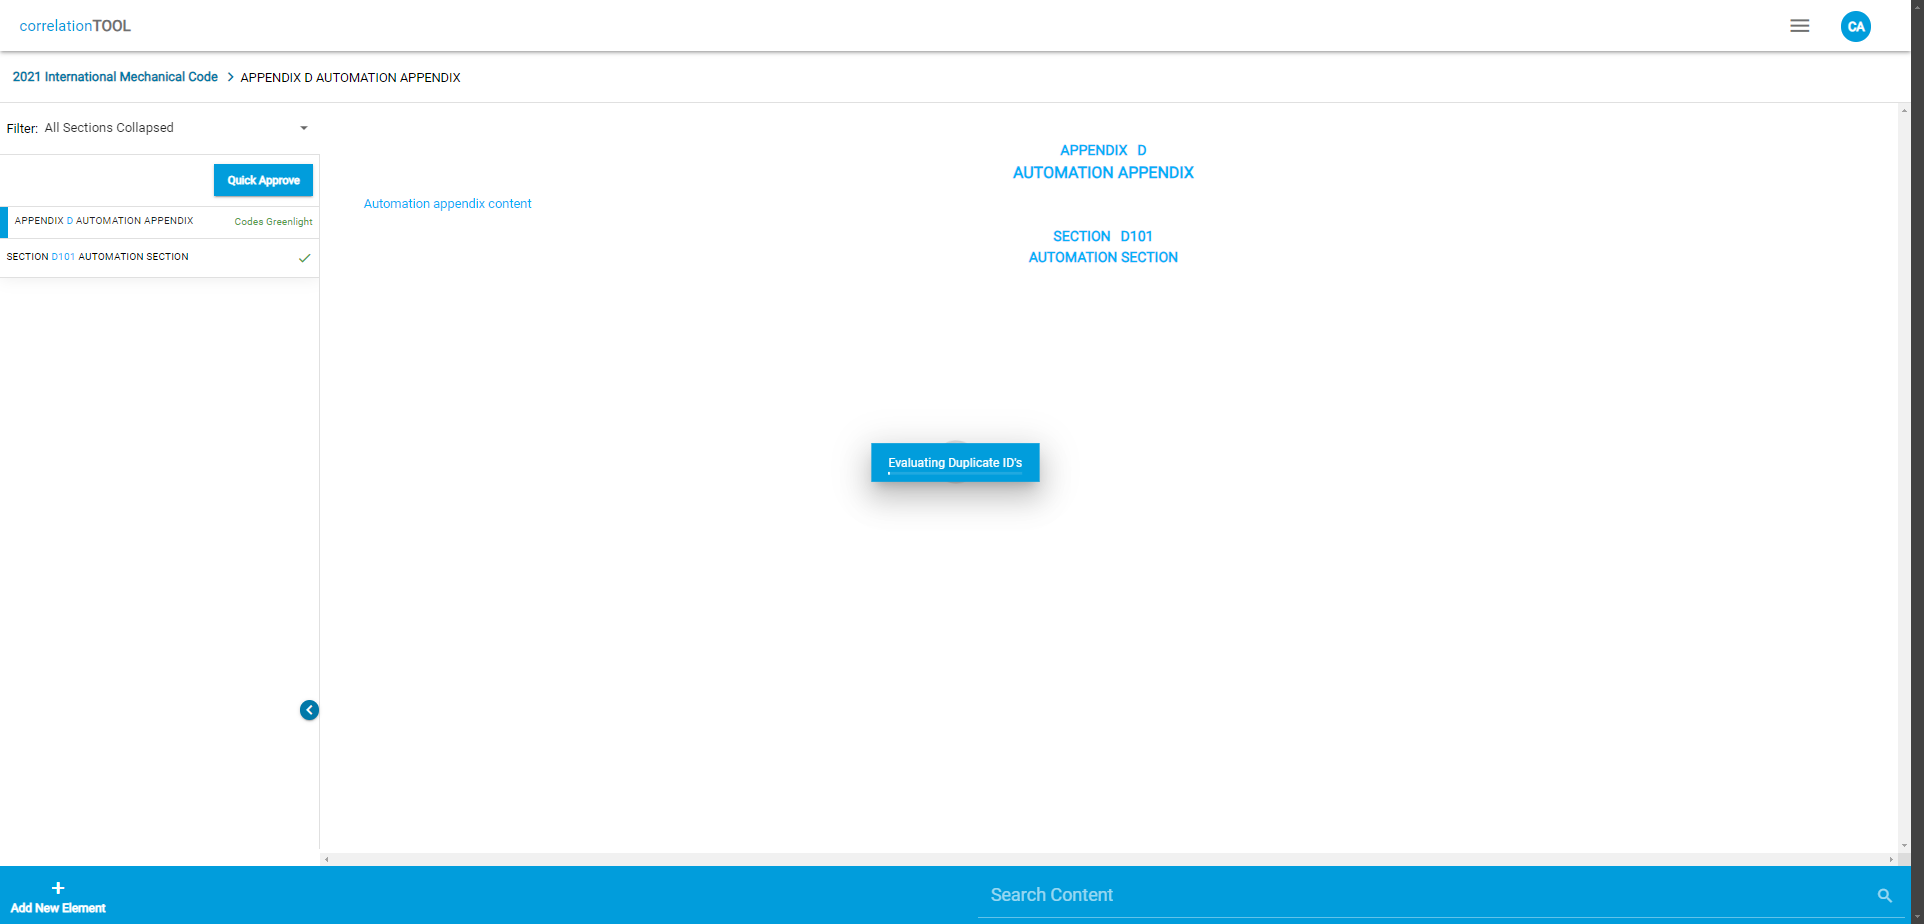 correlationTOOL
CA
2021 International Mechanical Code > APPENDIX D AUTOMATION APPENDIX
Filter: All Sections Collapsed
Quick Approve
APPENDIX D AUTOMATION APPENDIX Codes Greenlight
SECTION D101 AUTOMATION SECTION
APPENDIX D
AUTOMATION APPENDIX
Automation appendix content
SECTION D101
AUTOMATION SECTION
Evaluating Duplicate ID's
+
Add New Element
Search Content